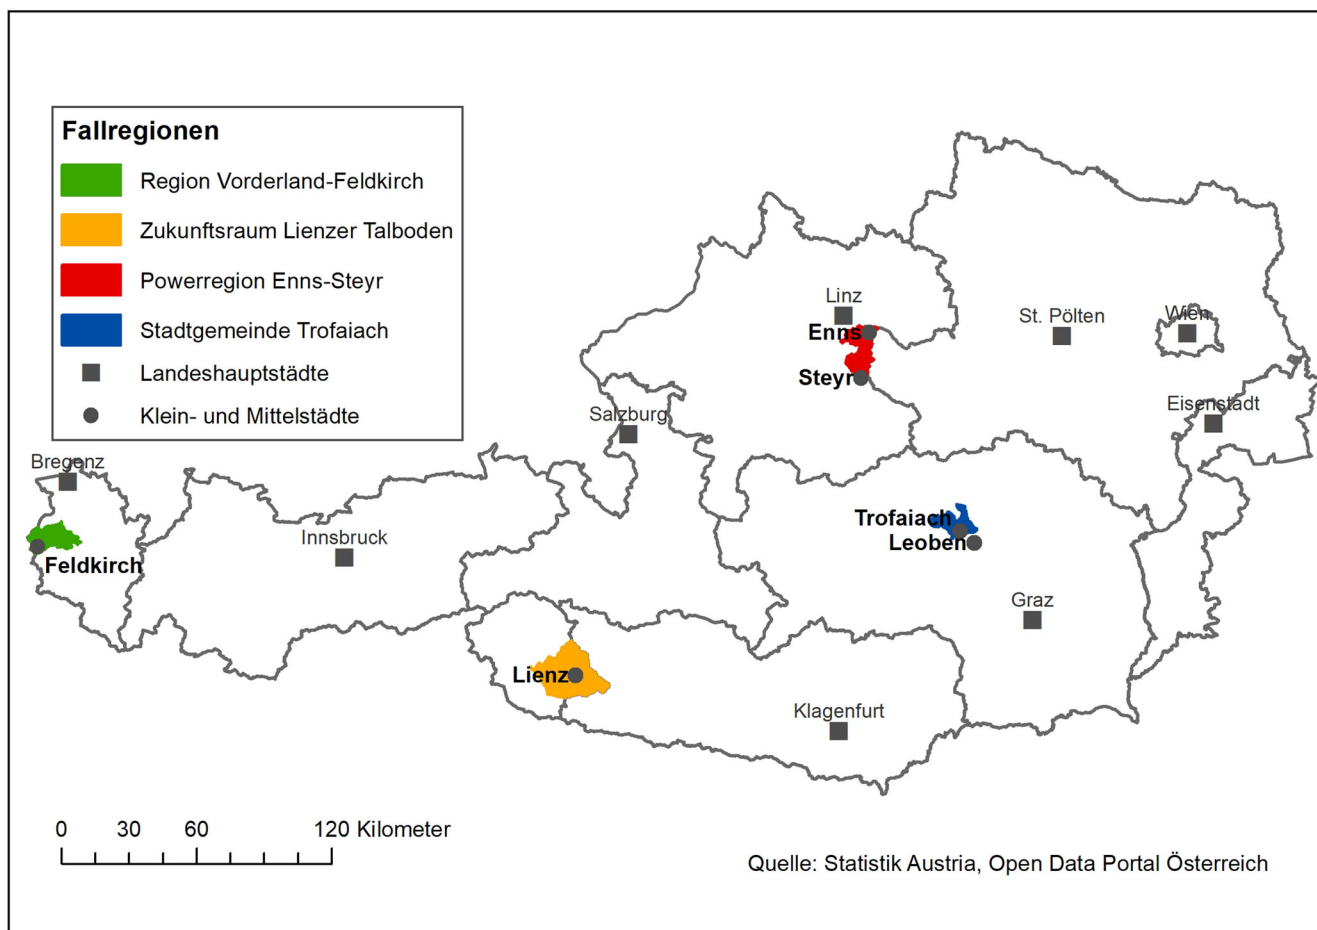 Fallregionen
Region Vorderland-Feldkirch
Zukunftsraum Lienzer Talboden
Powerregion Enns-Steyr
Stadtgemeinde Trofaiach
Landeshauptstädte
Klein- und Mittelstädte
Linz
Enns
Steyr
St. Pölten
Wien
Eisenstadt
Salzburg
Bregenz
Feldkirch
Innsbruck
Trofaiach
Leoben
Graz
Lienz
Klagenfurt
0 30 60 120 Kilometer
Quelle: Statistik Austria, Open Data Portal Österreich